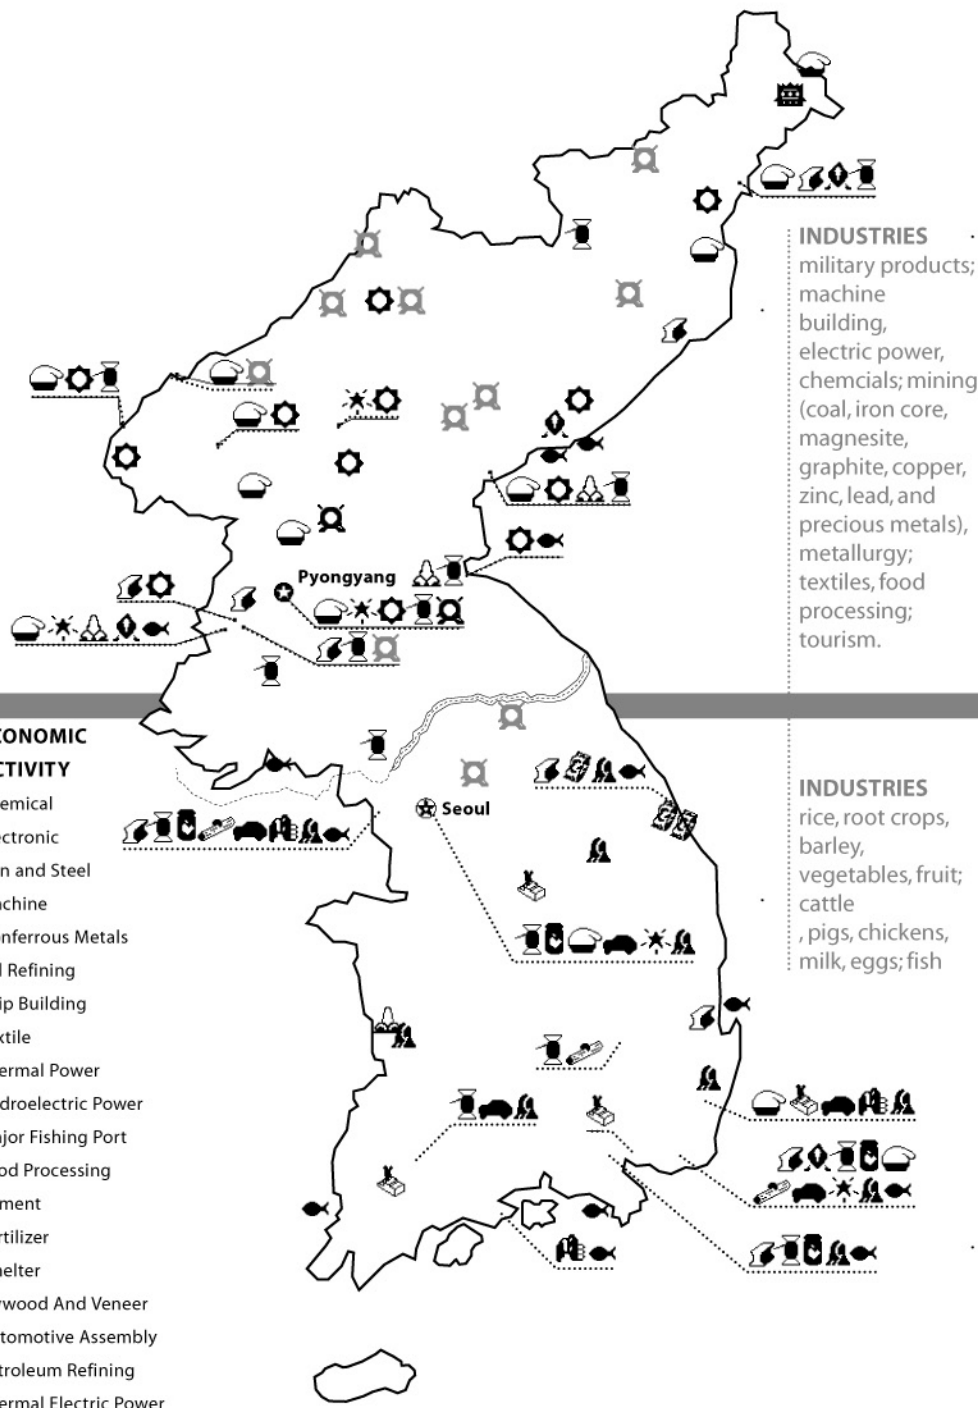 INDUSTRIES
military products;
machine
building,
electric power,
chemcials; mining
(coal, iron core,
magnesite,
graphite, copper,
zinc, lead, and
precious metals),
metallurgy;
textiles, food
processing;
tourism.
Pyongyang
Seoul
CONOMIC
CTIVITY
emical
ectronic
n and Steel
achine
nferrous Metals
l Refining
ip Building
xtile
ermal Power
droelectric Power
ajor Fishing Port
od Processing
ment
rtilizer
nelter
ywood And Veneer
tomotive Assembly
troleum Refining
ermal Electric Power
INDUSTRIES
rice, root crops,
barley,
vegetables, fruit;
cattle
, pigs, chickens,
milk, eggs; fish